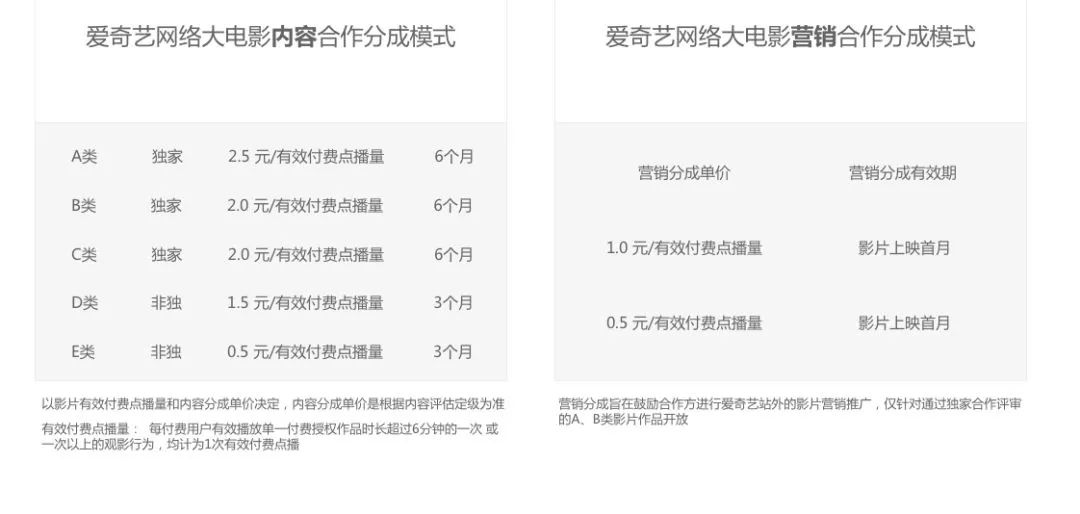 爱奇艺网络大电影内容合作分成模式
A类 独家 2.5 元/有效付费点播量 6个月
B类 独家 2.0 元/有效付费点播量 6个月
C类 独家 2.0 元/有效付费点播量 6个月
D类 非独 1.5 元/有效付费点播量 3个月
E类 非独 0.5 元/有效付费点播量 3个月
以影片有效付费点播量和内容分成单价决定，内容分成单价是根据内容评估定级为准
有效付费点播量： 每付费用户有效播放单一付费授权作品时长超过6分钟的一次 或
一次以上的观影行为，均计为1次有效付费点播
爱奇艺网络大电影营销合作分成模式
营销分成单价 营销分成有效期
1.0 元/有效付费点播量 影片上映首月
0.5 元/有效付费点播量 影片上映首月
营销分成旨在鼓励合作方进行爱奇艺站外的影片营销推广，仅针对通过独家合作评审
的A、B类影片作品开放